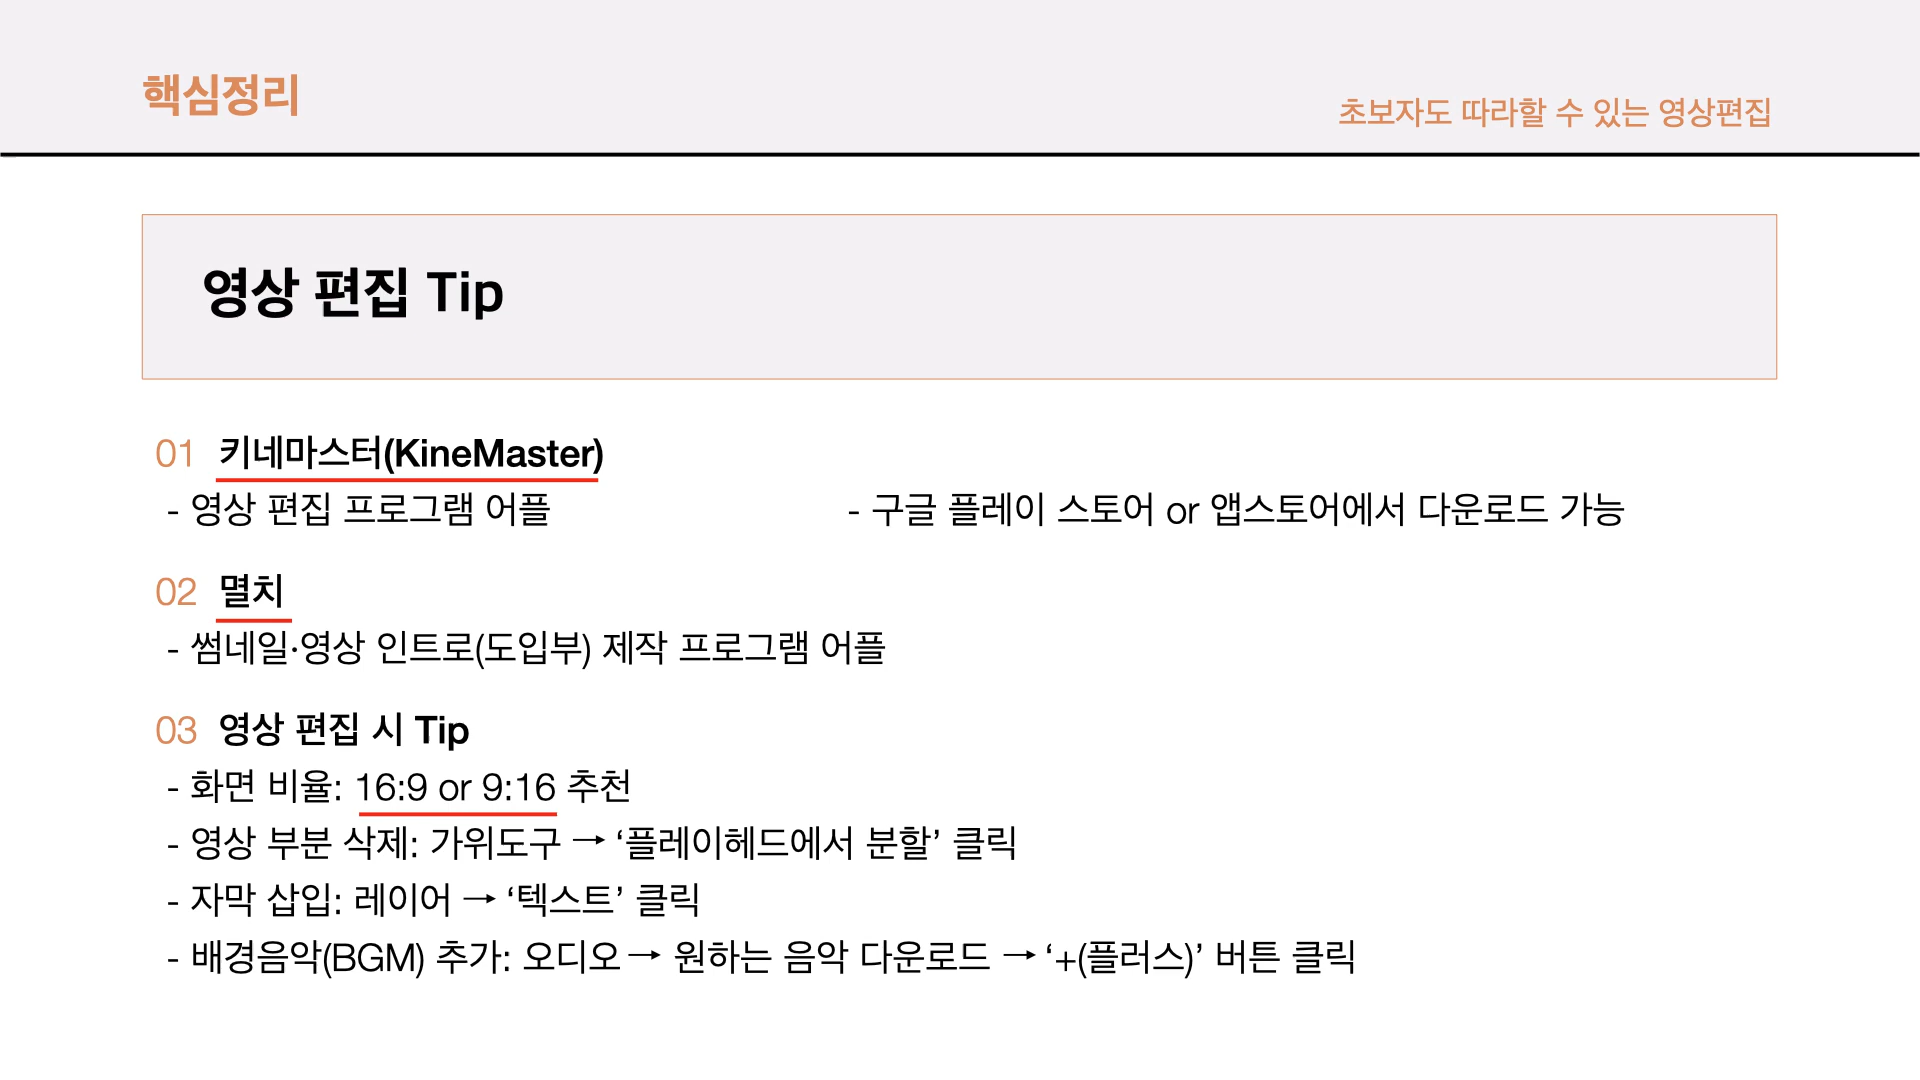 핵심정리
초보자도 따라할 수 있는 영상편집
영상 편집 Tip
01 키네마스터(KineMaster)
- 영상 편집 프로그램 어플
- 구글 플레이 스토어 or 앱스토어에서 다운로드 가능
02 멸치
- 썸네일·영상 인트로(도입부) 제작 프로그램 어플
03 영상 편집 시 Tip
- 화면 비율: 16:9 or 9:16 추천
- 영상 부분 삭제: 가위도구 → ‘플레이헤드에서 분할’ 클릭
- 자막 삽입: 레이어 → ‘텍스트’ 클릭
- 배경음악(BGM) 추가: 오디오 → 원하는 음악 다운로드 → ‘+(플러스)’ 버튼 클릭